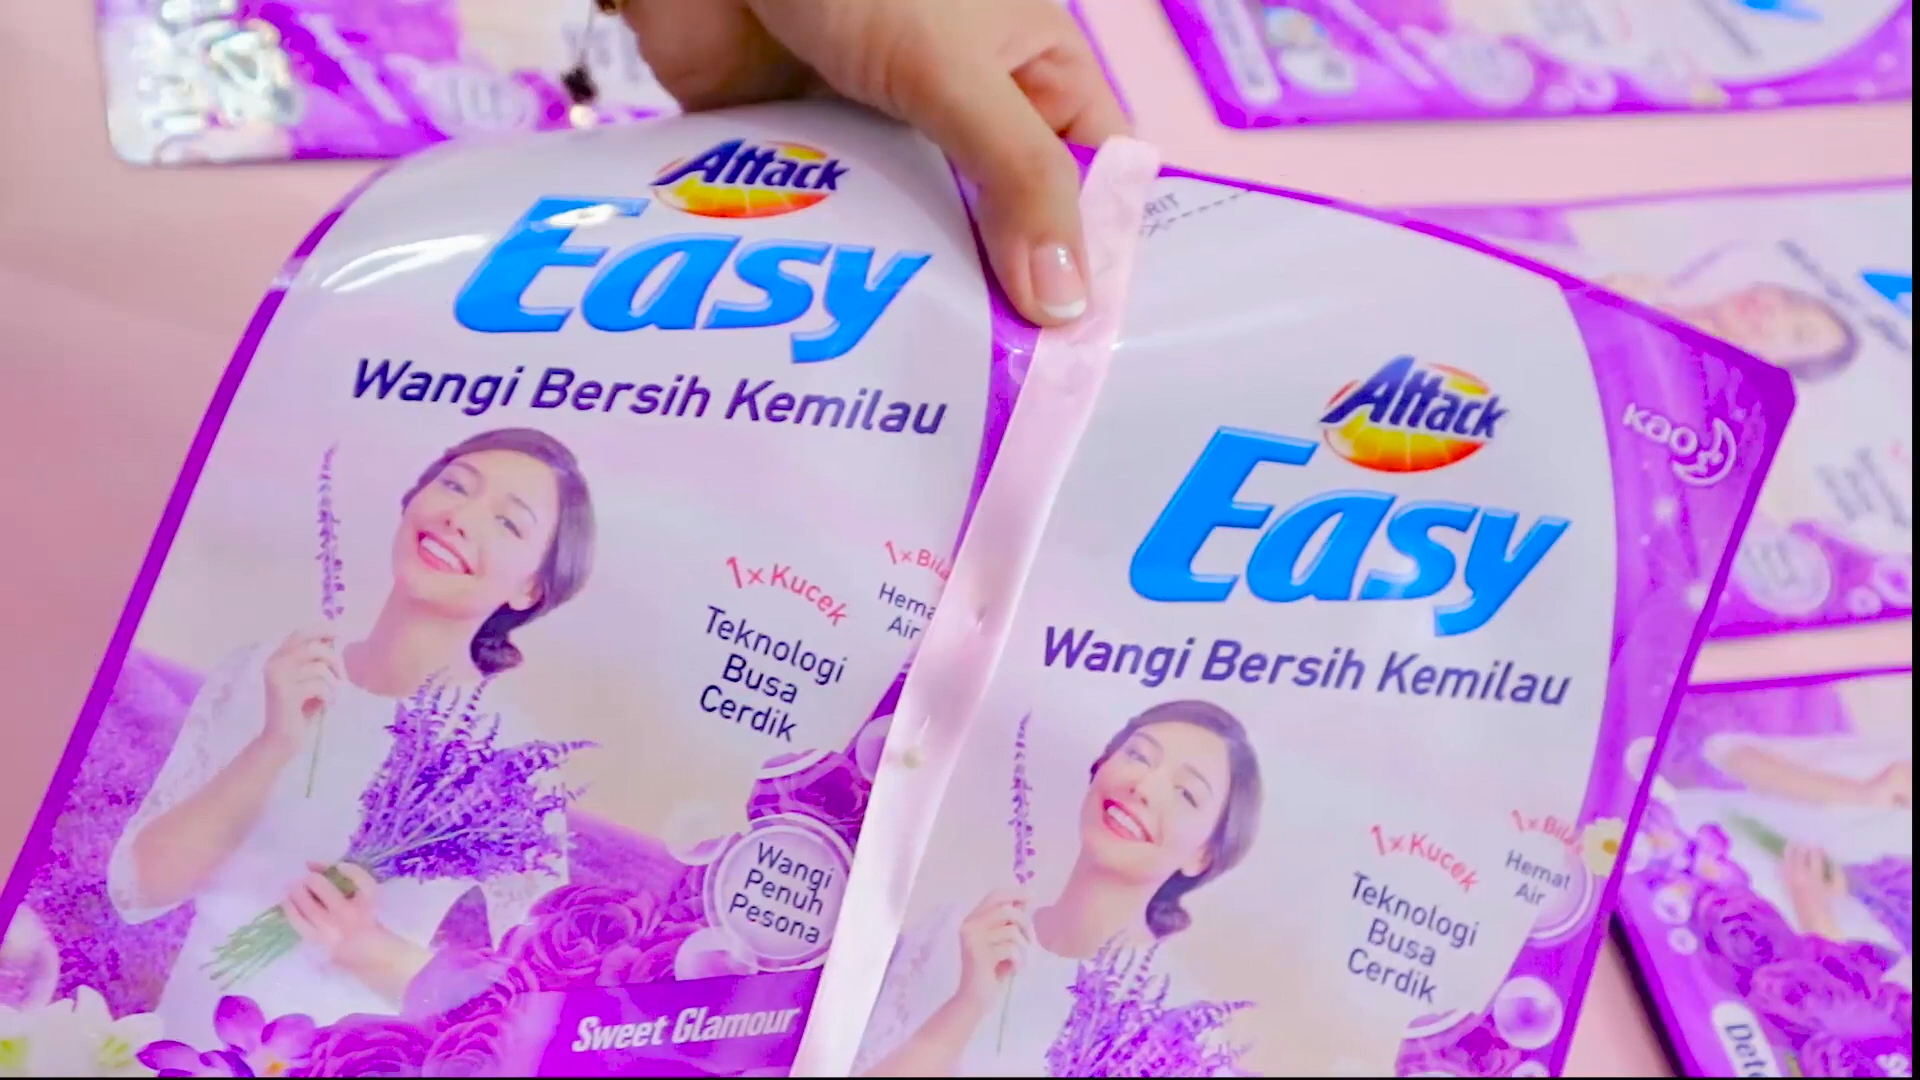 Attack
Easy
Wangi Bersih Kemilau
1x Kucek
Teknologi
Busa
Cerdik
Hemat
Air
Wangi
Penuh
Pesona
Sweet Glamour
Attack
Easy
Wangi Bersih Kemilau
Kao
1x Kucek
Teknologi
Busa
Cerdik
Hemat
Air